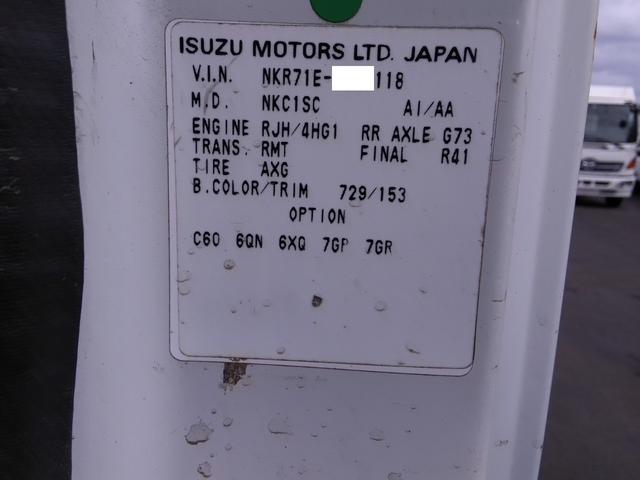 ISUZU MOTORS LTD. JAPAN
V.I.N. NKR71E- 118
M.D. NKC1SC A1/AA
ENGINE RJH/4HG1 RR AXLE G73
TRANS. RMT FINAL R41
TIRE AXG
B.COLOR/TRIM 729/153
OPTION
C60 6QN 6XQ 7GP 7GR